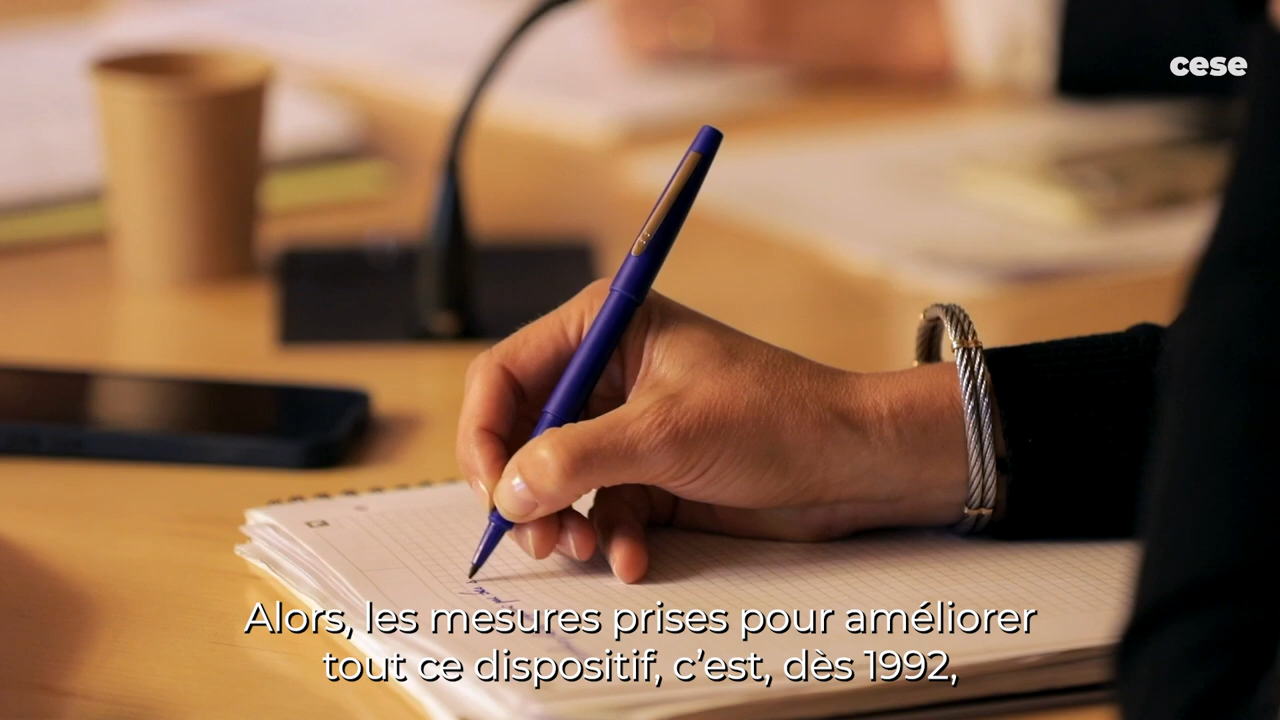 cese
Alors, les mesures prises pour améliorer
tout ce dispositif, c'est, dès 1992,